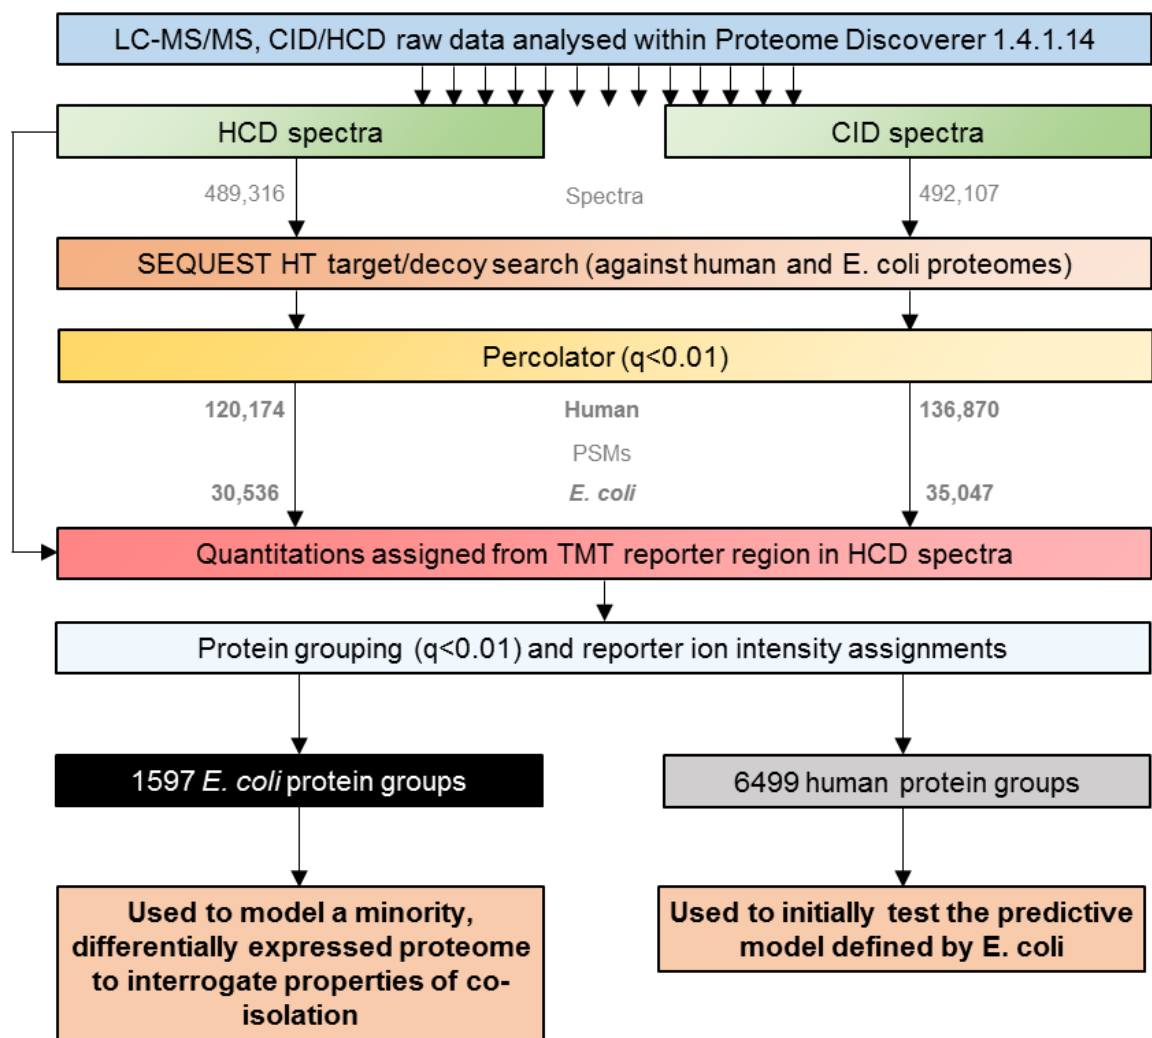 LC-MS/MS, CID/HCD raw data analysed within Proteome Discoverer 1.4.1.14
HCD spectra
CID spectra
489,316
Spectra
492,107
SEQUEST HT target/decoy search (against human and E. coli proteomes)
Percolator (q<0.01)
120,174
Human
136,870
PSMs
30,536
E. coli
35,047
Quantitations assigned from TMT reporter region in HCD spectra
Protein grouping (q<0.01) and reporter ion intensity assignments
1597 E. coli protein groups
6499 human protein groups
Used to model a minority,
differentially expressed proteome
to interrogate properties of co-
isolation
Used to initially test the predictive
model defined by E. coli